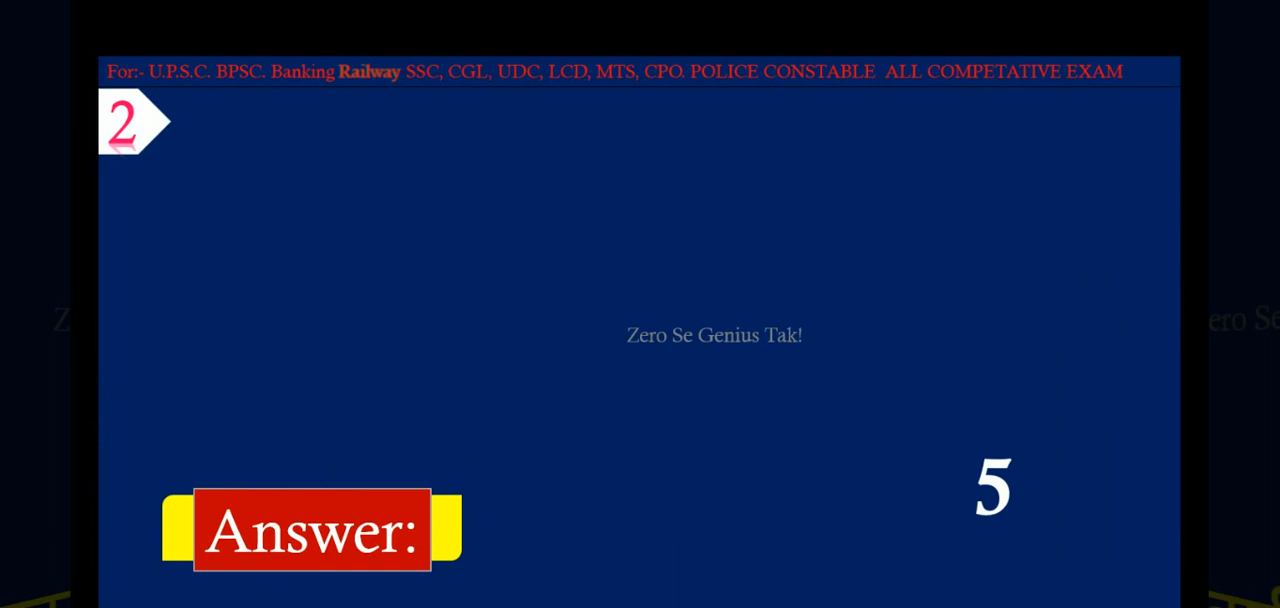 For:- U.P.S.C. BPSC. Banking Railway SSC, CGL, UDC, LCD, MTS, CPO. POLICE CONSTABLE ALL COMPETATIVE EXAM
2
Zero Se Genius Tak!
5
Answer: